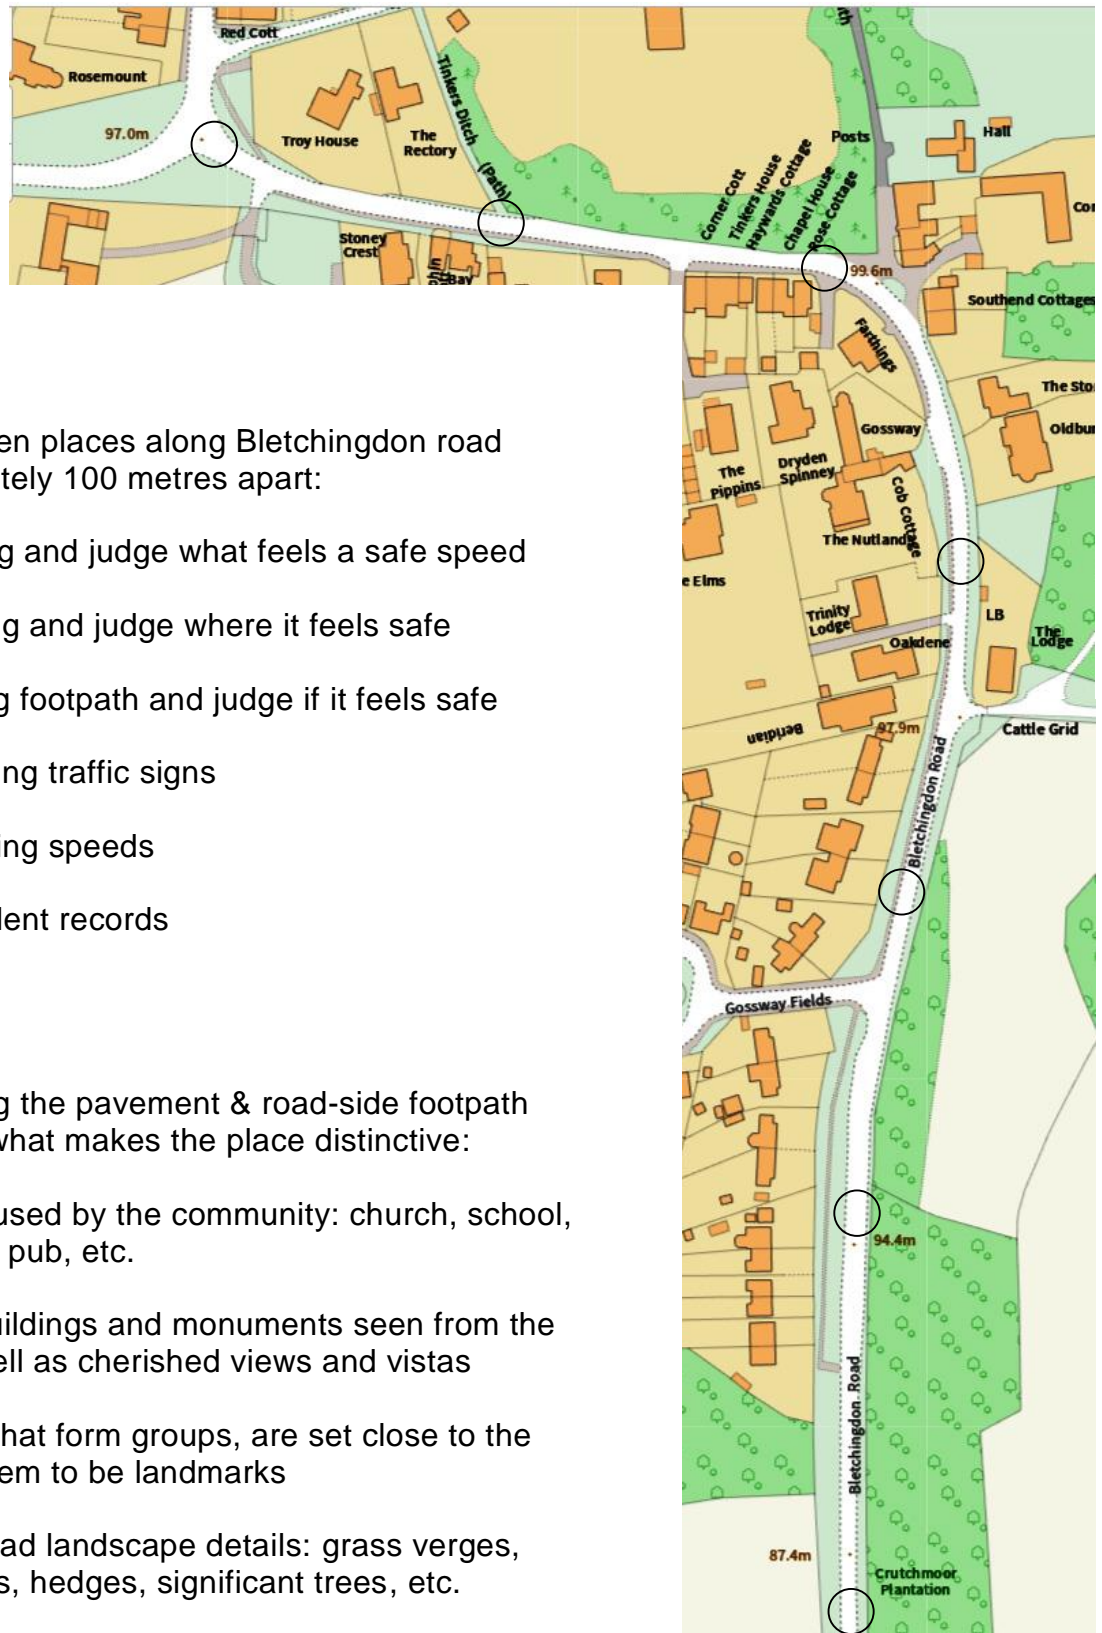 Red Cott
Rosemount
97.0m
Troy House
The
Rectory
Tinkers Ditch
(Path)
Stoney
Crest
Bay
Corner Cott
Tinkers House
Haywards Cottage
Chapel House
Rose Cottage
Posts
Hall
99.6m
Southend Cottages
Farthings
The Sto
Oldbur
Gossway
The
Pippins
Dryden
Spinney
Cob Cottage
The Nutlands
e Elms
Trinity
Lodge
LB
The
Lodge
Oakdene
Beridian
97.9m
Cattle Grid
Bletchingdon Road
Gossway Fields
94.4m
Bletchingdon Road
87.4m
Crutchmoor
Plantation
en places along Bletchingdon road
tely 100 metres apart:
g and judge what feels a safe speed
g and judge where it feels safe
g footpath and judge if it feels safe
ng traffic signs
ing speeds
lent records
g the pavement & road-side footpath
what makes the place distinctive:
used by the community: church, school,
pub, etc.
uildings and monuments seen from the
ell as cherished views and vistas
hat form groups, are set close to the
em to be landmarks
ad landscape details: grass verges,
s, hedges, significant trees, etc.